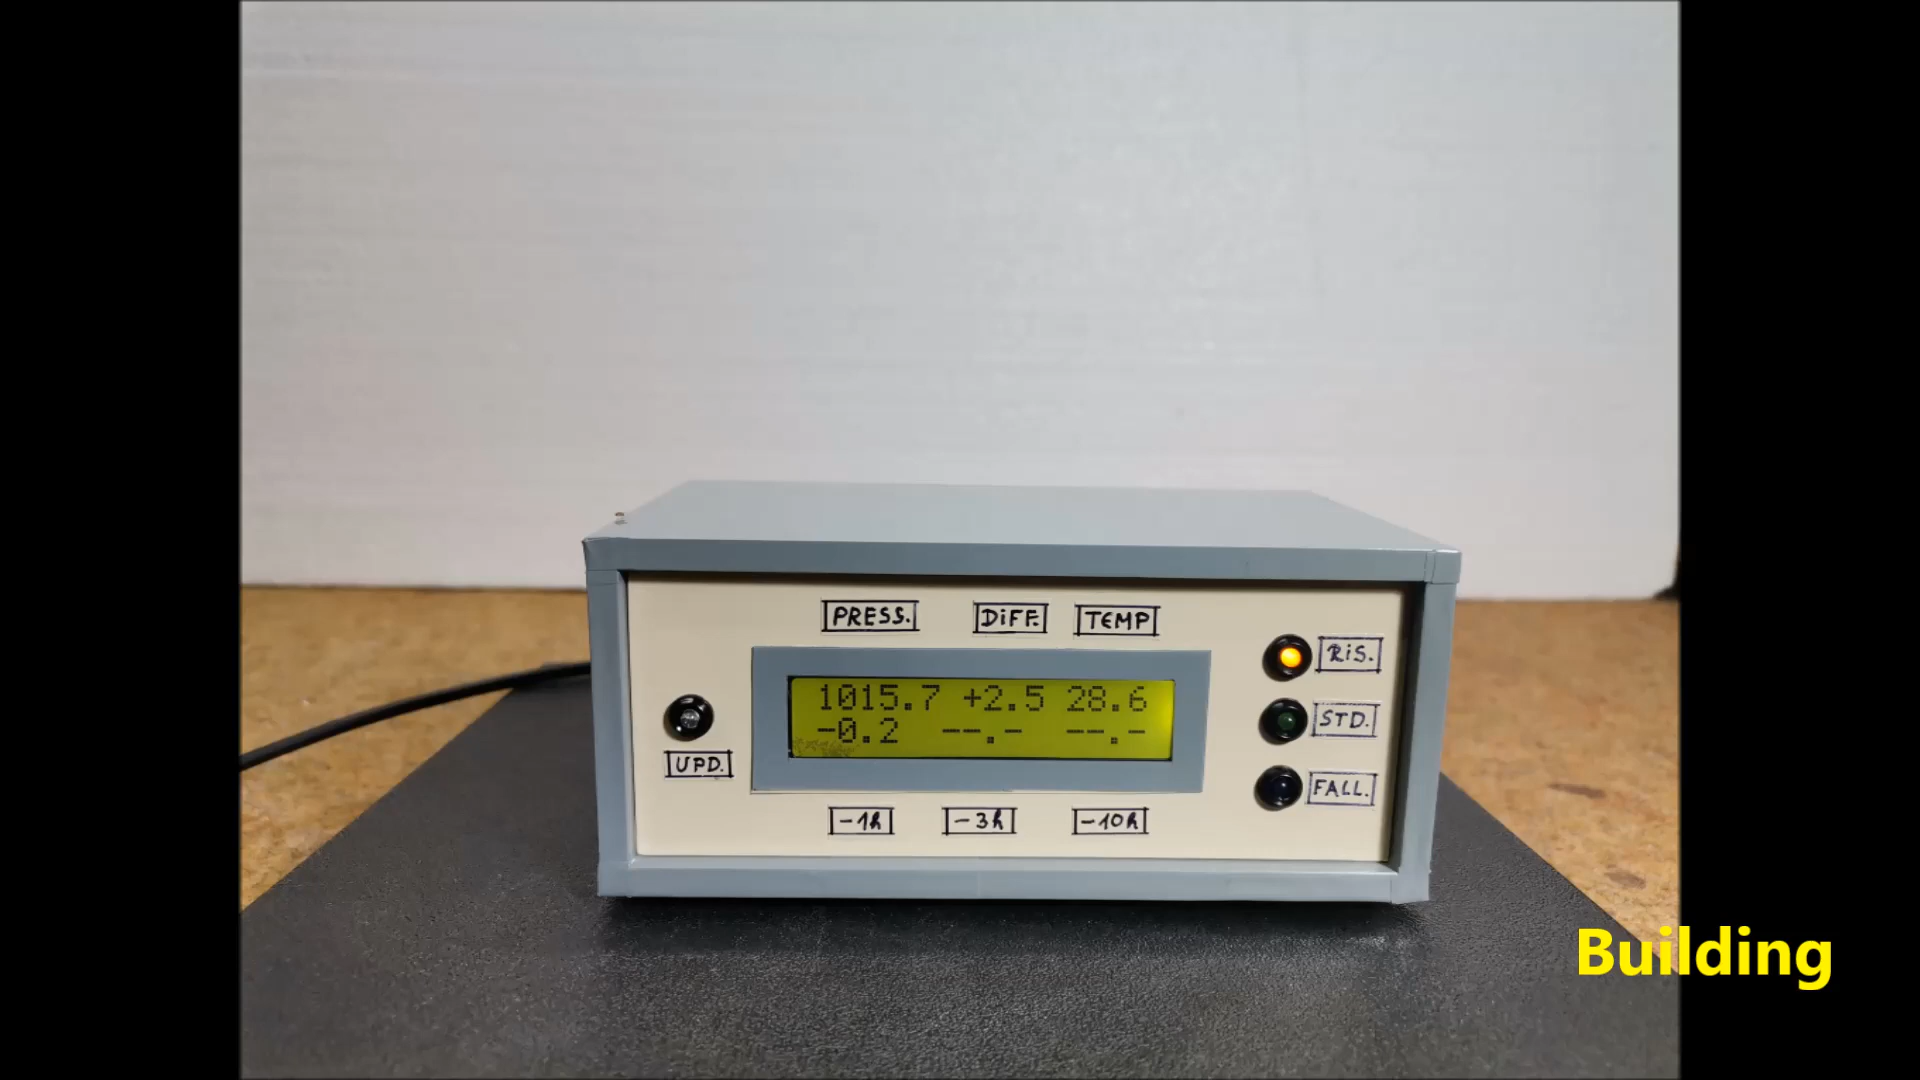 PRESS. DiFF. TEMP
1015.7 +2.5 28.6
-0.2 --.- --.-
RiS.
STD.
FALL.
UPD.
-1h -3h -10h
Building